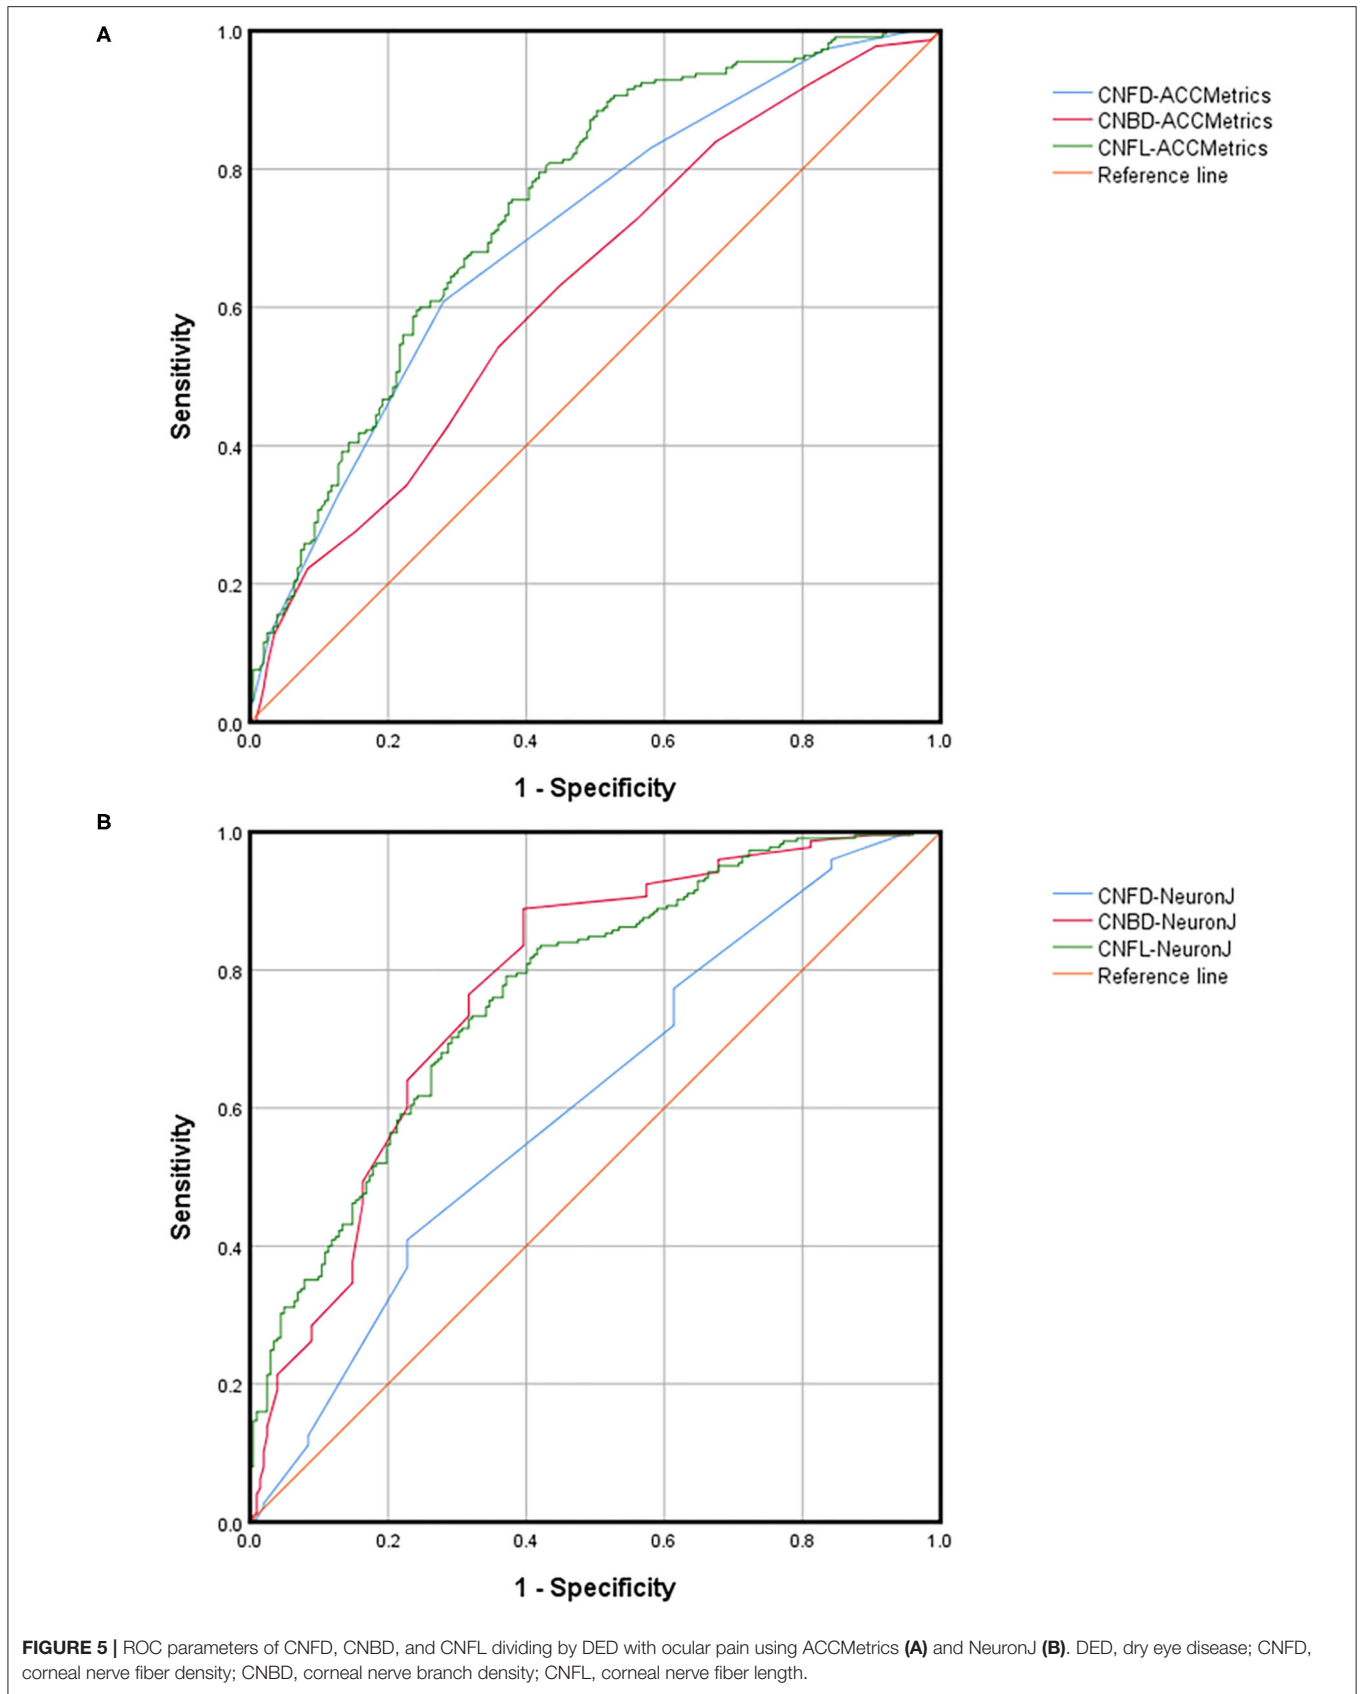 A
1.0
0.8
0.6
0.4
0.2
0.0
Sensitivity
0.0 0.2 0.4 0.6 0.8 1.0
1 - Specificity
CNFD-ACCMetrics
CNBD-ACCMetrics
CNFL-ACCMetrics
Reference line
B
1.0
0.8
0.6
0.4
0.2
0.0
Sensitivity
0.0 0.2 0.4 0.6 0.8 1.0
1 - Specificity
CNFD-NeuronJ
CNBD-NeuronJ
CNFL-NeuronJ
Reference line
FIGURE 5 | ROC parameters of CNFD, CNBD, and CNFL dividing by DED with ocular pain using ACCMetrics (A) and NeuronJ (B). DED, dry eye disease; CNFD,
corneal nerve fiber density; CNBD, corneal nerve branch density; CNFL, corneal nerve fiber length.